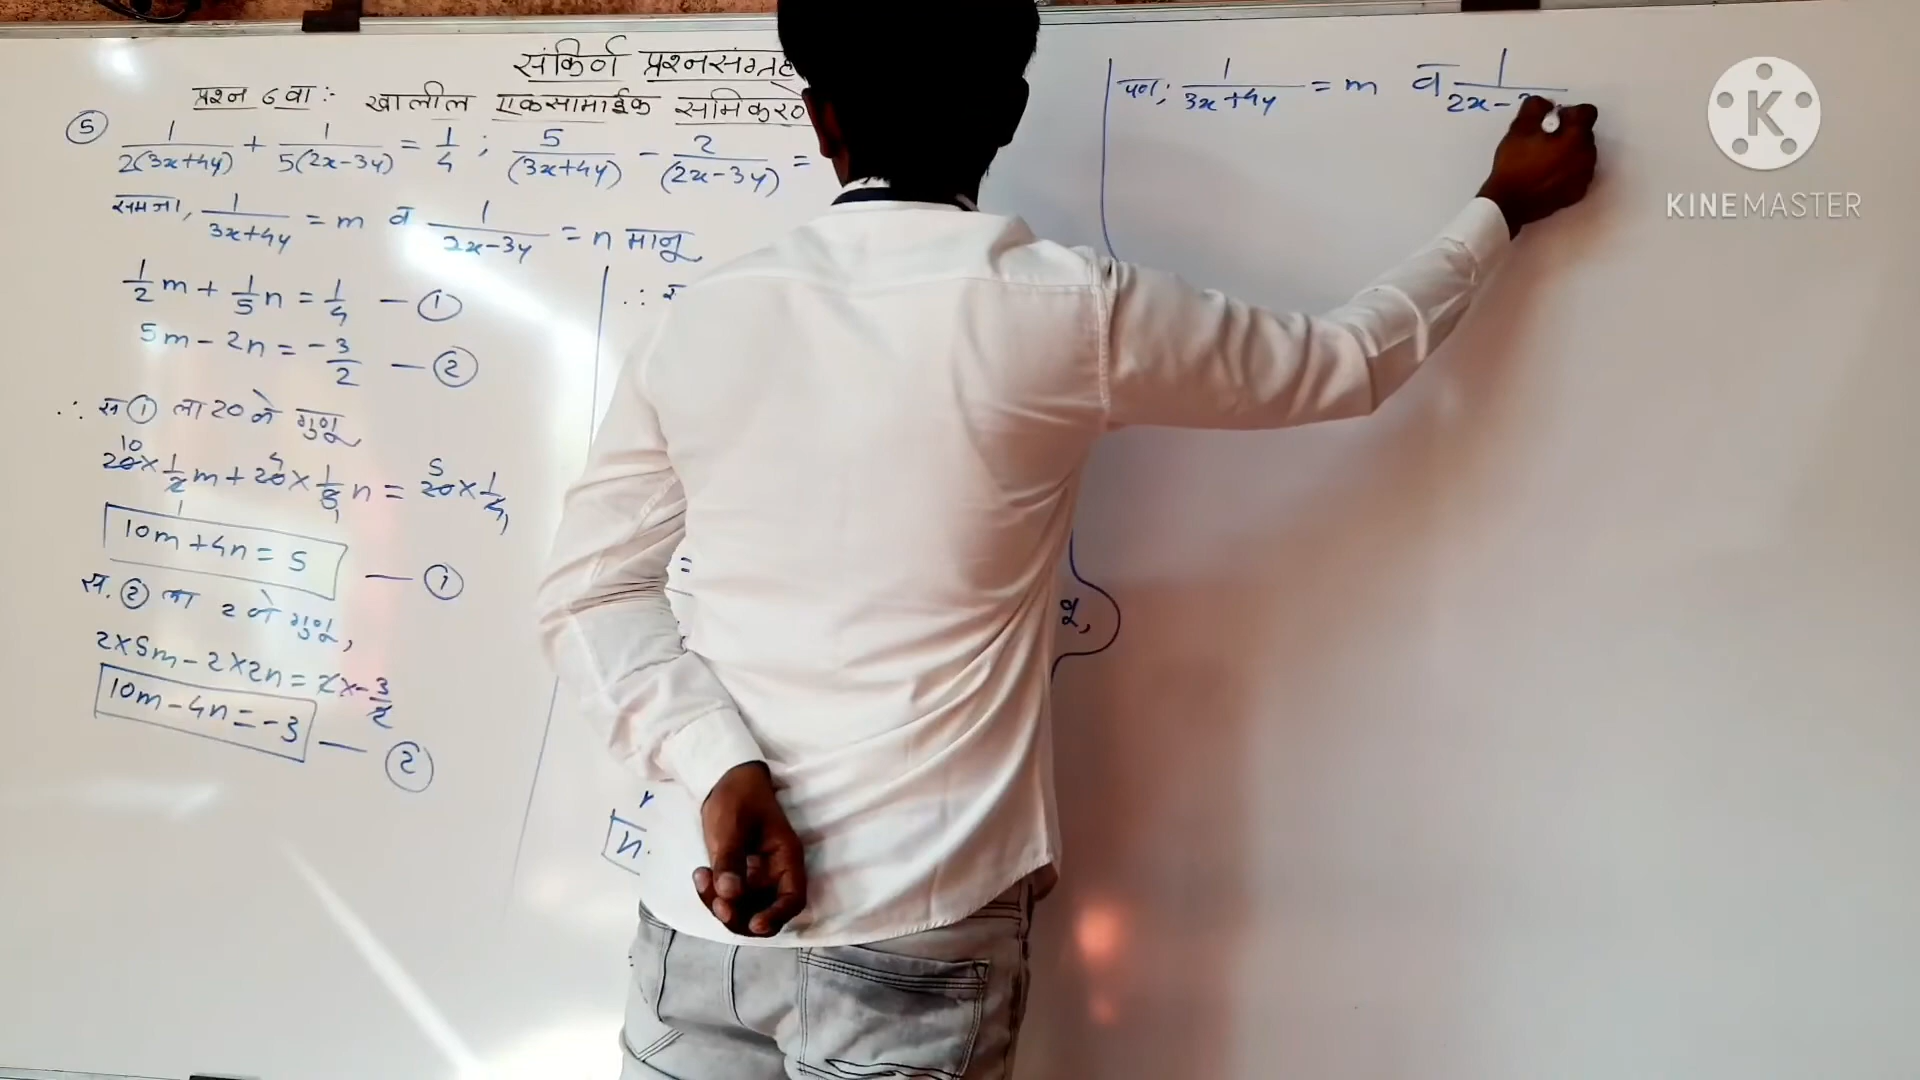 संकिर्ण प्रश्नसंग्रह
प्रश्न 6 वा :- खालील एकसामाईक समिकरणे
⑤ 1/2(3x+4y) + 1/5(2x-3y) = 1/4 ; 5/(3x+4y) - 2/(2x-3y) =
समजा, 1/3x+4y = m व 1/2x-3y = n मानू
1/2 m + 1/5 n = 1/4 — ①
5m - 2n = -3/2 — ②
∴ स ① ला 20 ने गुणू
20 × 1/2 m + 20 × 1/5 n = 20 × 1/4
10 4 5
10m + 4n = 5 — ①
स. ② ला 2 ने गुणू,
2×5m - 2×2n = 2×-3/2
10m - 4n = -3 — ②
∴
=
n
पण; 1/3x+4y = m व 1/2x-
K
KINEMASTER